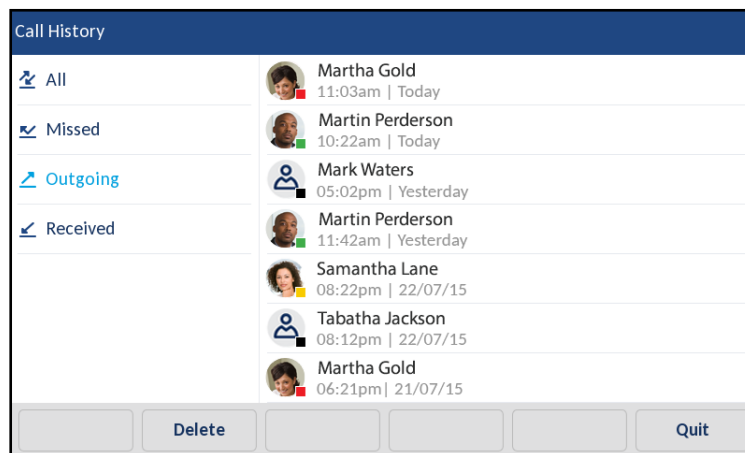 Call History
All
Missed
Outgoing
Received
Martha Gold
11:03am | Today
Martin Perderson
10:22am | Today
Mark Waters
05:02pm | Yesterday
Martin Perderson
11:42am | Yesterday
Samantha Lane
08:22pm | 22/07/15
Tabatha Jackson
08:12pm | 22/07/15
Martha Gold
06:21pm| 21/07/15
Delete
Quit